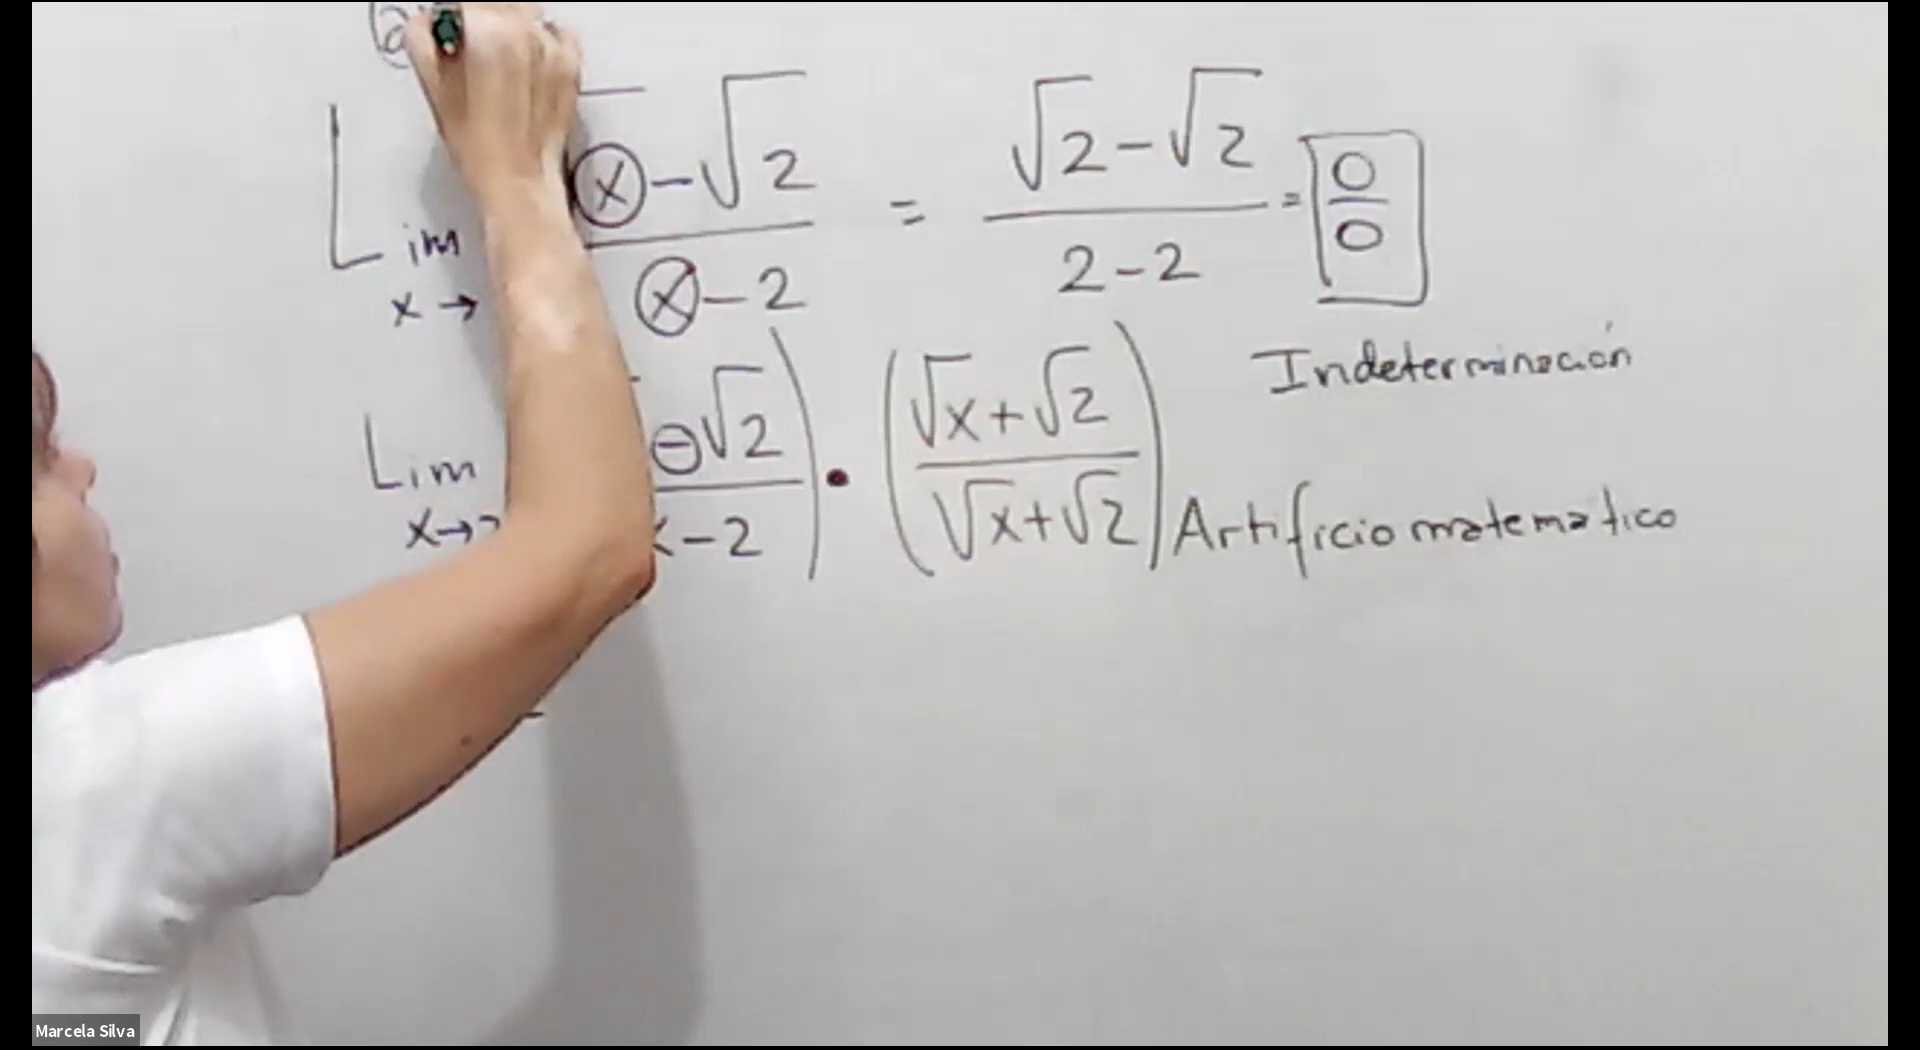 Lim x→ x-√2 / x-2 = √2-√2 / 2-2 = 0/0
Indeterminación
Lim x→2 -√2 / x-2 ) • ( √x+√2 / √x+√2 )
Artificio matematico
Marcela Silva